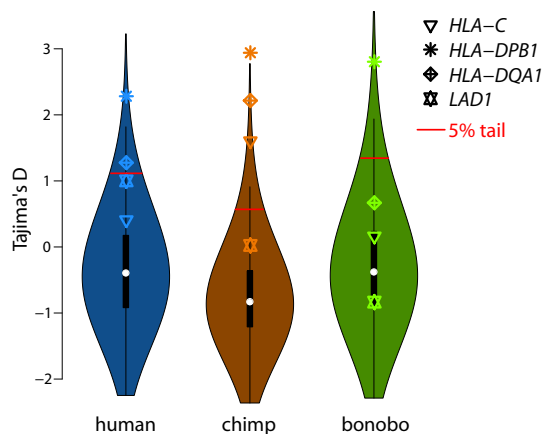 HLA−C
HLA−DPB1
HLA−DQA1
LAD1
5% tail
Tajima's D
3
2
1
0
−1
−2
human chimp bonobo